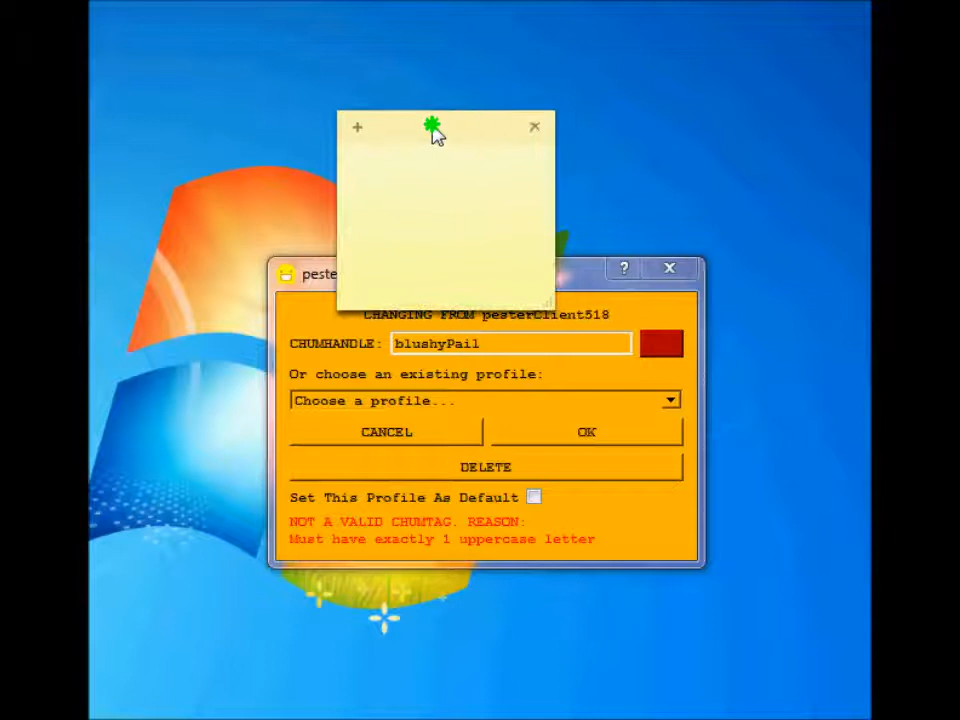 peste
CHANGING FROM pesterClient518
CHUMHANDLE: blushyPail
Or choose an existing profile:
Choose a profile...
CANCEL OK
DELETE
Set This Profile As Default
NOT A VALID CHUMTAG. REASON:
Must have exactly 1 uppercase letter